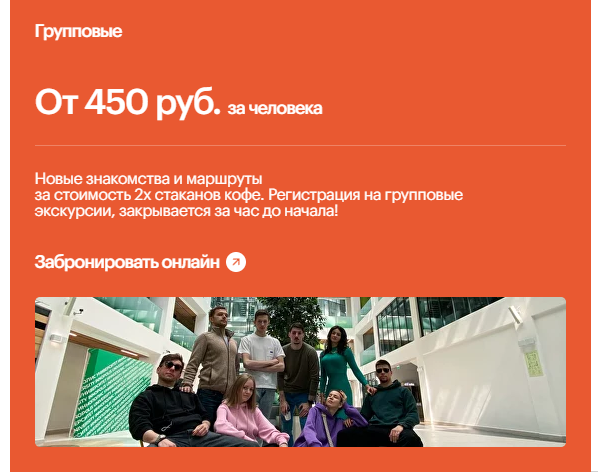 Групповые
От 450 руб. за человека
Новые знакомства и маршруты
за стоимость 2х стаканов кофе. Регистрация на групповые
экскурсии, закрывается за час до начала!
Забронировать онлайн